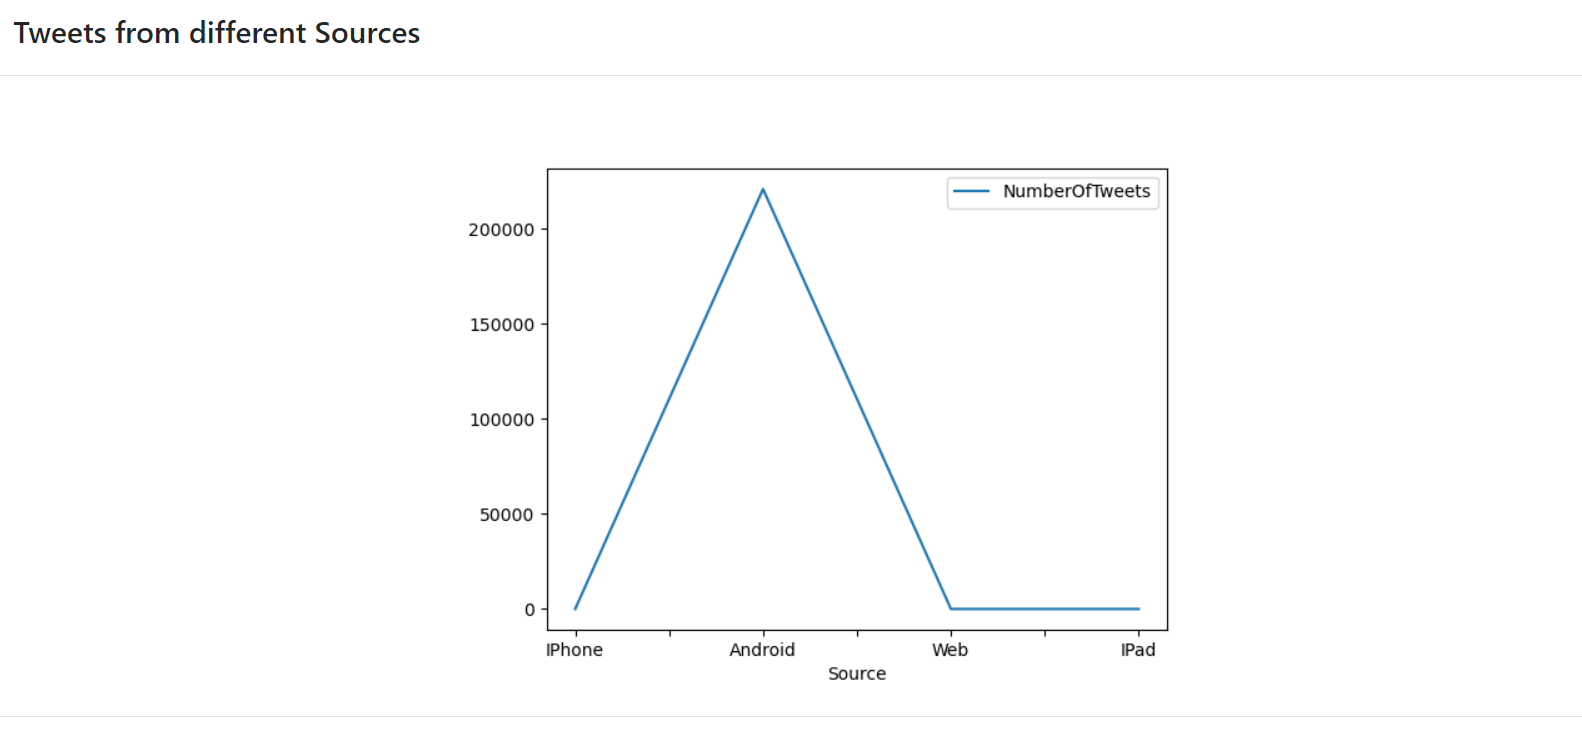 Tweets from different Sources
NumberOfTweets
200000
150000
100000
50000
0
IPhone Android Web IPad
Source